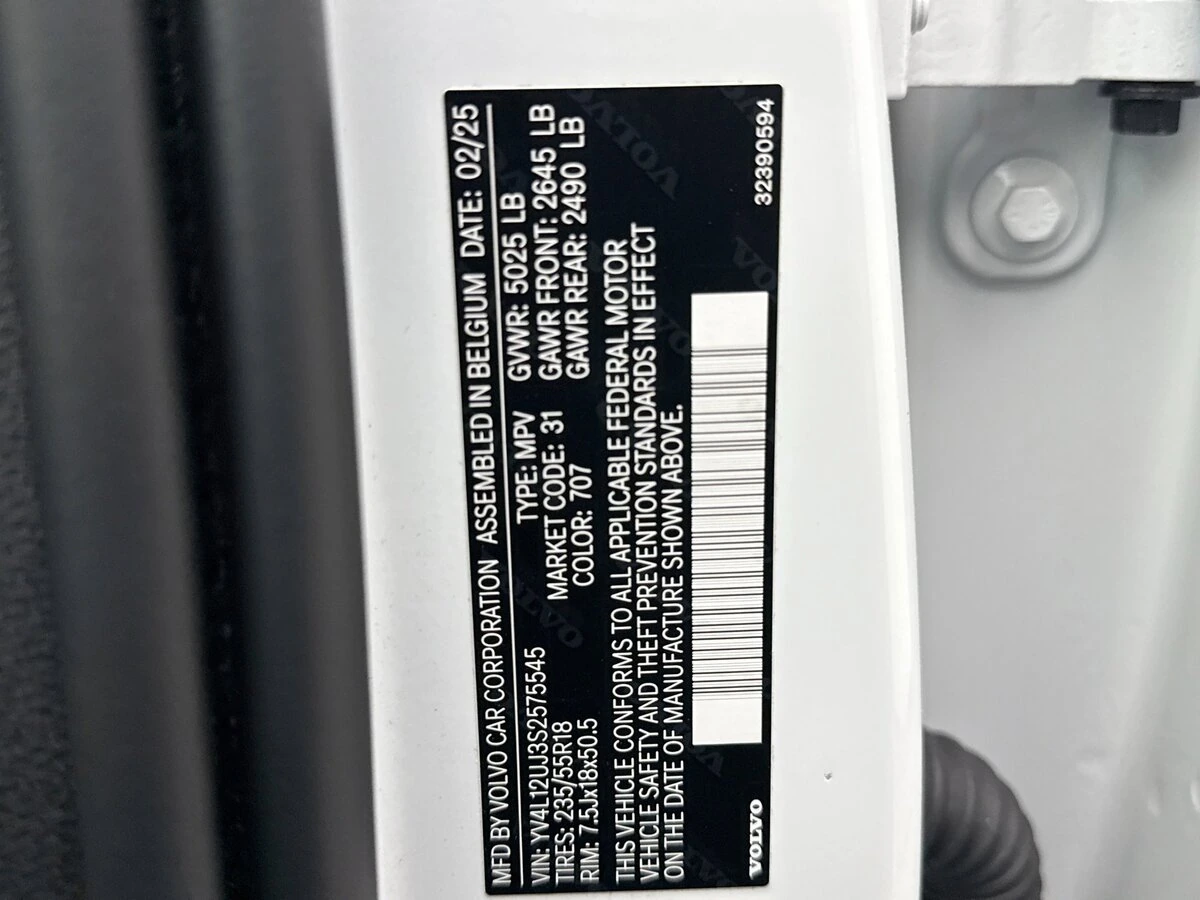 MFD BY VOLVO CAR CORPORATION ASSEMBLED IN BELGIUM DATE: 02/25
VIN: YV4L12UJ3S2575545 TYPE: MPV GVWR: 5025 LB
TIRES: 235/55R18 MARKET CODE: 31 GAWR FRONT: 2645 LB
RIM: 7.5Jx18x50.5 COLOR: 707 GAWR REAR: 2490 LB
THIS VEHICLE CONFORMS TO ALL APPLICABLE FEDERAL MOTOR
VEHICLE SAFETY AND THEFT PREVENTION STANDARDS IN EFFECT
ON THE DATE OF MANUFACTURE SHOWN ABOVE.
VOLVO 32390594